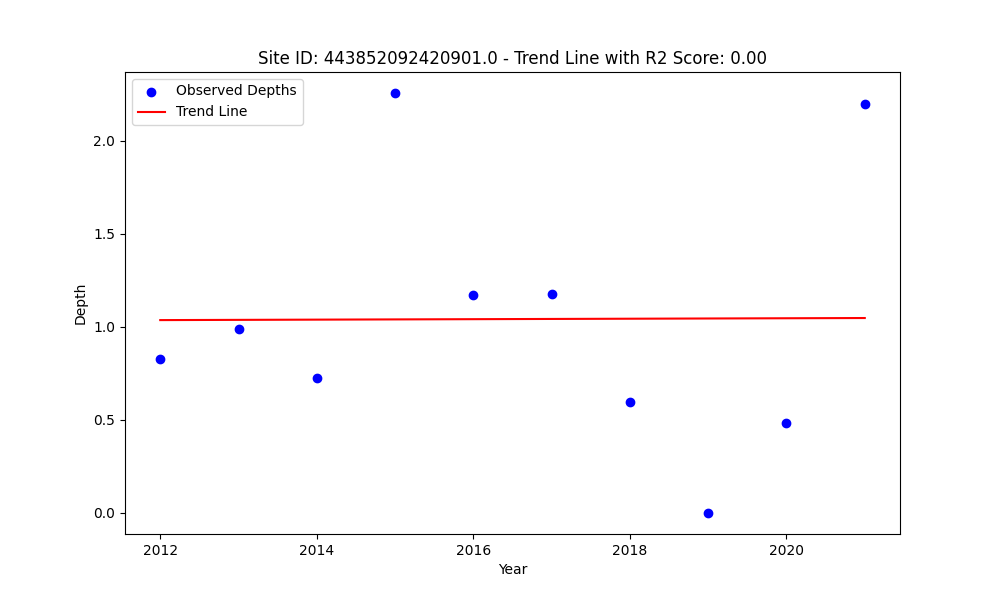 Site ID: 443852092420901.0 - Trend Line with R2 Score: 0.00
Observed Depths
Trend Line
2.0
1.5
1.0
0.5
0.0
Depth
2012
2014
2016
2018
2020
Year